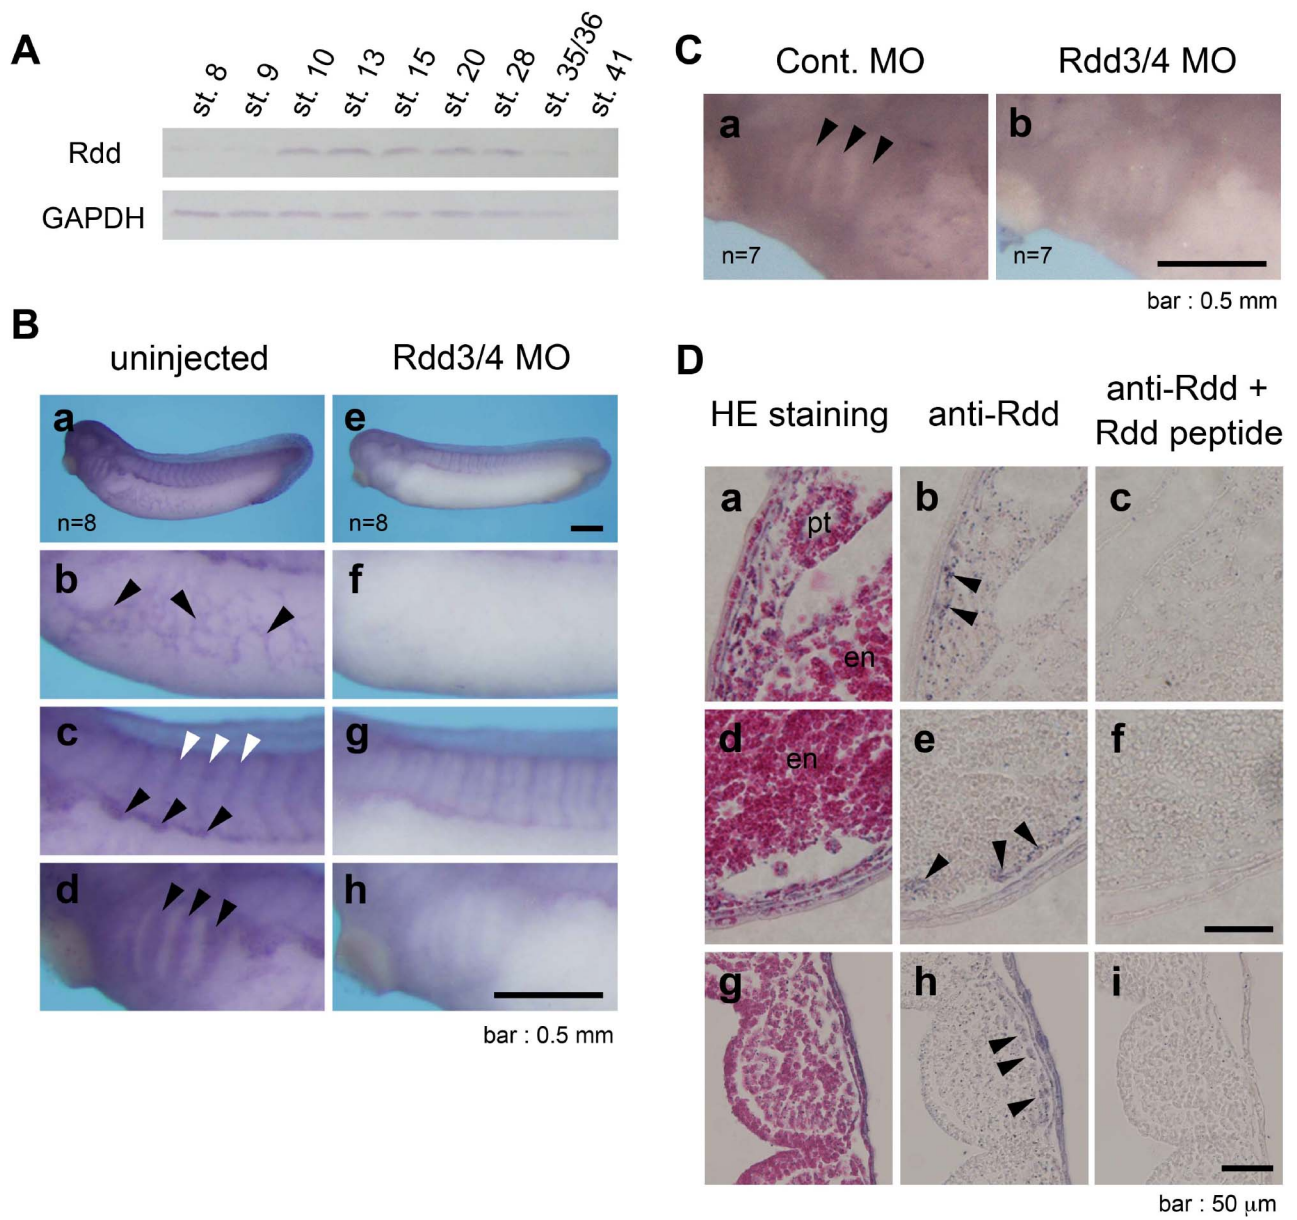 A
st. 8
st. 9
st. 10
st. 13
st. 15
st. 20
st. 28
st. 35/36
st. 41
Rdd
GAPDH
B
uninjected
Rdd3/4 MO
a
n=8
e
n=8
b
f
c
g
d
h
bar : 0.5 mm
C
Cont. MO
Rdd3/4 MO
a
n=7
b
n=7
bar : 0.5 mm
D
HE staining
anti-Rdd
anti-Rdd +
Rdd peptide
a
pt
en
b
c
d
en
e
f
g
h
i
bar : 50 μm